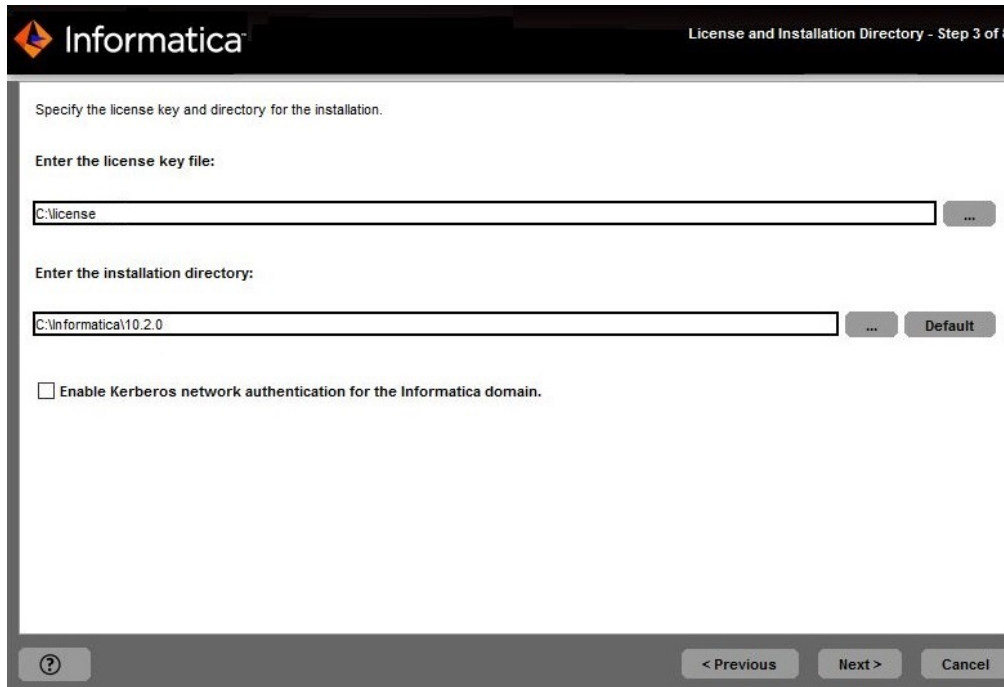 Informatica
License and Installation Directory - Step 3 of 8
Specify the license key and directory for the installation.
Enter the license key file:
C:\license
...
Enter the installation directory:
C:\Informatica\10.2.0
...
Default
Enable Kerberos network authentication for the Informatica domain.
?
< Previous
Next >
Cancel